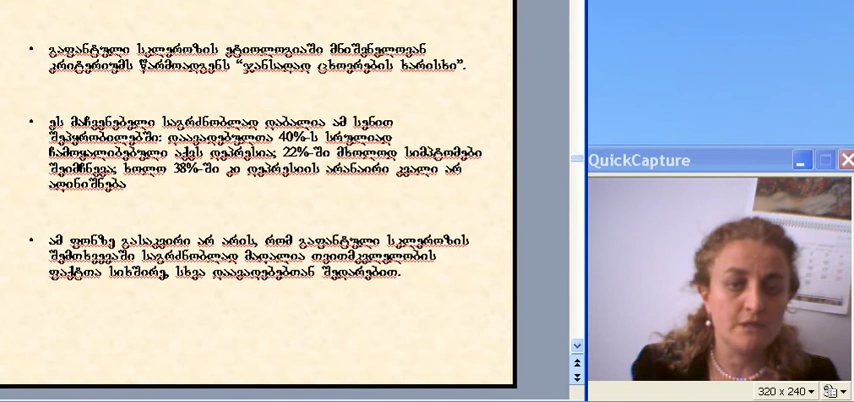 გაფანტული სკლეროზის ეტიოლოგიაში მნიშვნელოვან
კრიტერიუმს წარმოადგენს “ჯანსაღად ცხოვრების ხარისხი”.
ეს მაჩვენებელი საგრძნობლად დაბალია ამ სენით
შეპყრობილებში: დაავადებულთა 40%-ს სრულიად
ჩამოყალიბებული აქვს დეპრესია; 22%-ში მხოლოდ სიმპტომები
შეიმჩნევა; ხოლო 38%-ში კი დეპრესიის არანაირი კვალი არ
აღინიშნება
ამ ფონზე გასაკვირი არ არის, რომ გაფანტული სკლეროზის
შემთხვევაში საგრძნობლად მაღალია თვითმკვლელობის
ფაქტთა სიხშირე, სხვა დაავადებებთან შედარებით.
QuickCapture
320 x 240